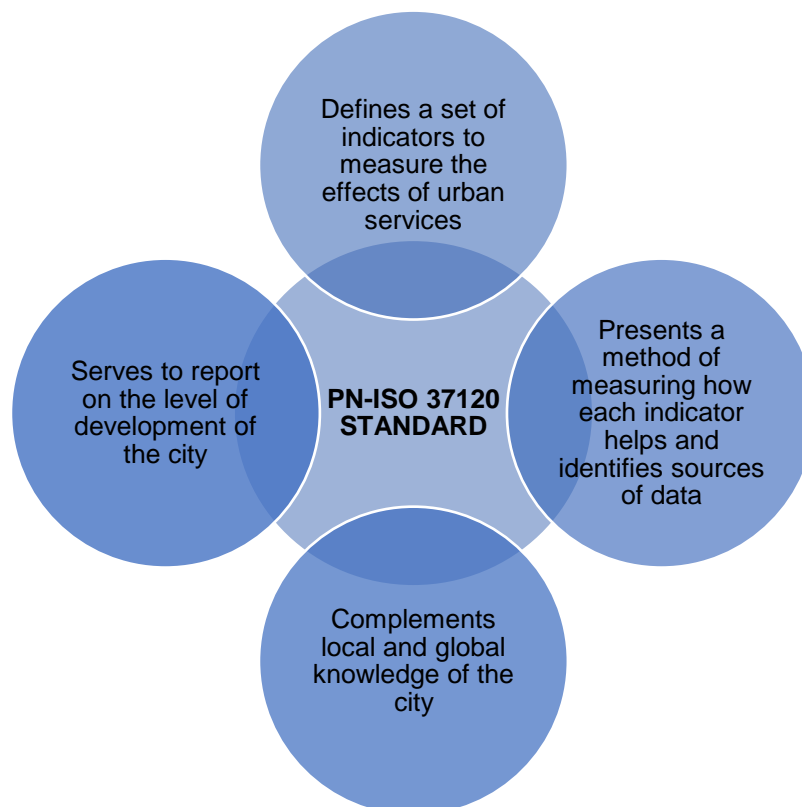 Defines a set of
indicators to
measure the
effects of urban
services
Serves to report
on the level of
development of
the city
PN-ISO 37120
STANDARD
Presents a
method of
measuring how
each indicator
helps and
identifies sources
of data
Complements
local and global
knowledge of the
city